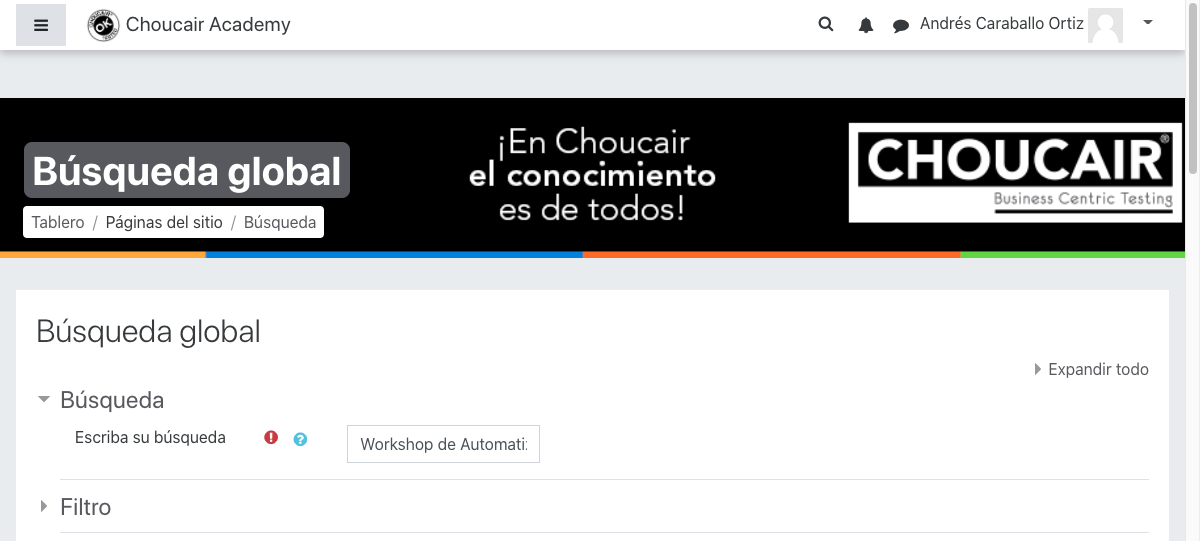 Choucair Academy
Andrés Caraballo Ortiz
Búsqueda global
Tablero / Páginas del sitio / Búsqueda
¡En Choucair
el conocimiento
es de todos!
CHOUCAIR®
Business Centric Testing
Búsqueda global
Expandir todo
Búsqueda
Escriba su búsqueda
Workshop de Automati
Filtro